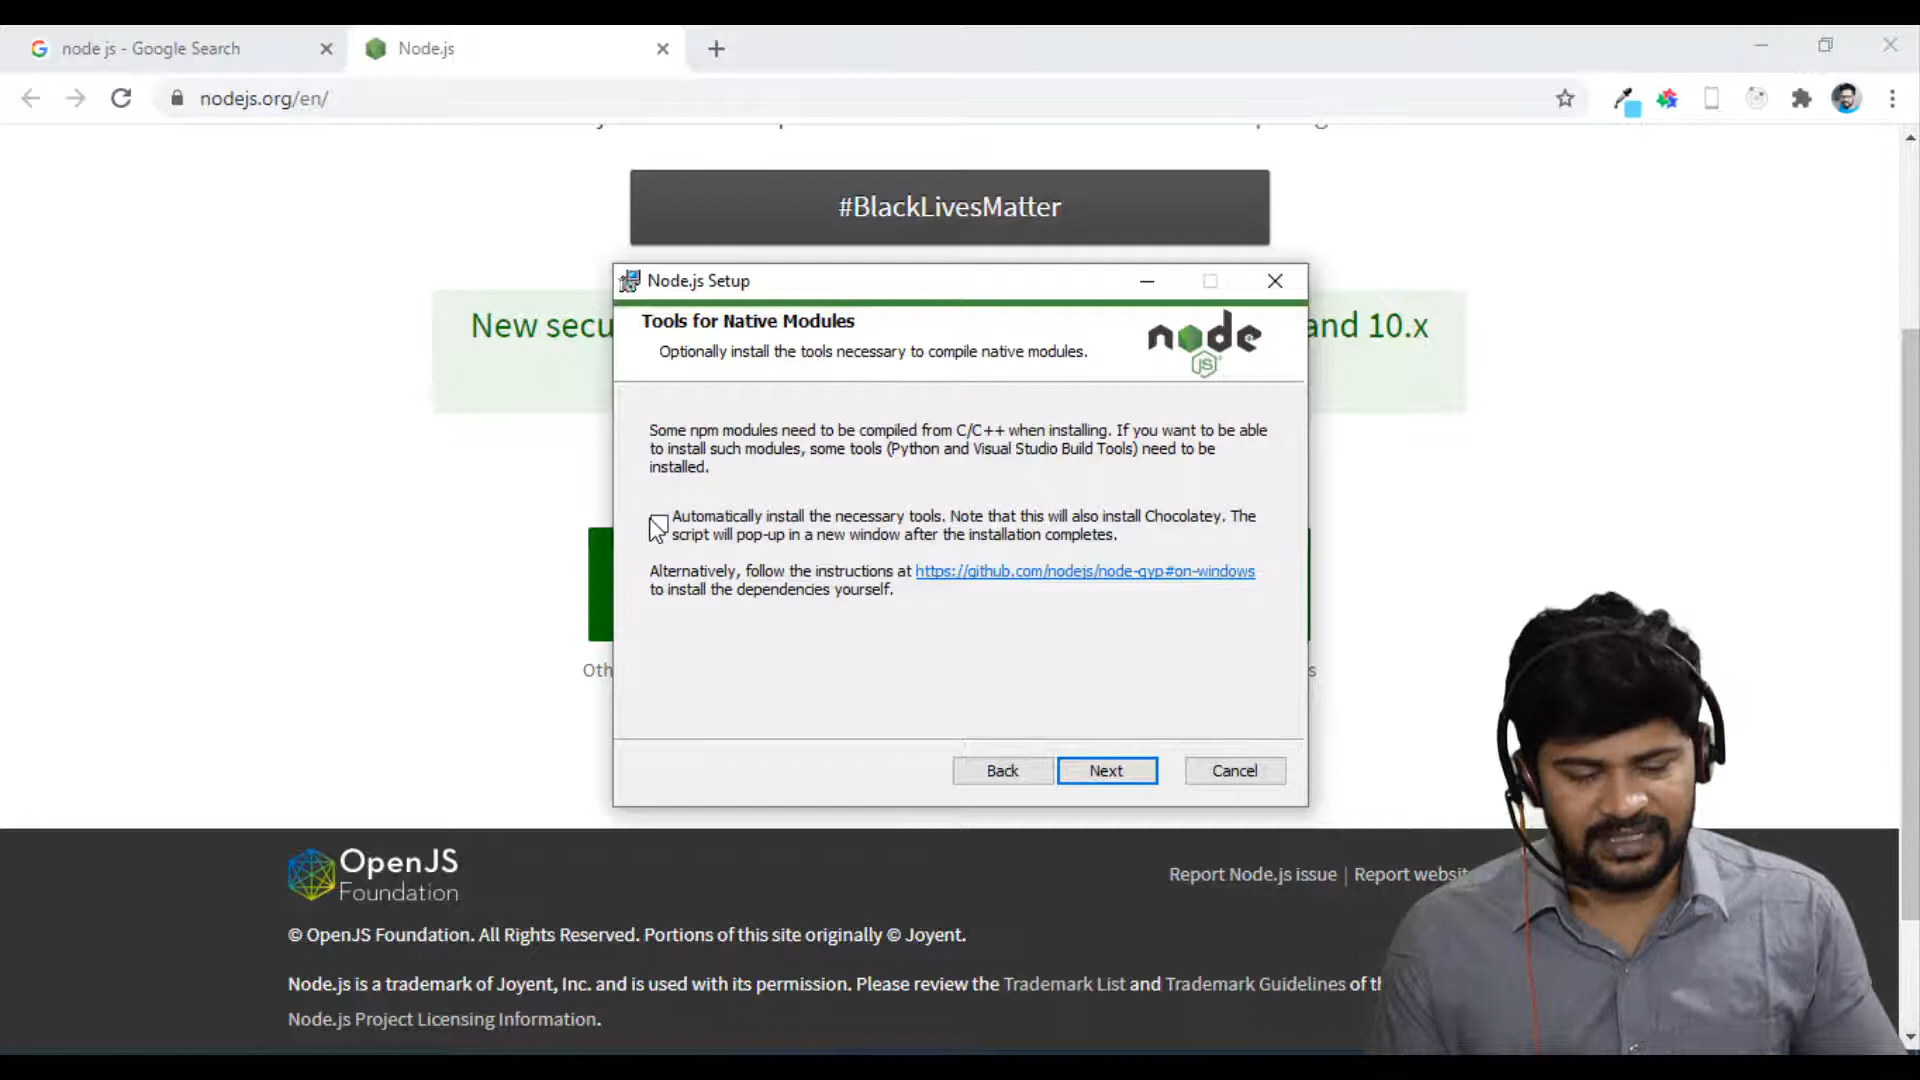 node js - Google Search
Node.js
nodejs.org/en/
#BlackLivesMatter
New secu
and 10.x
Node.js Setup
Tools for Native Modules
Optionally install the tools necessary to compile native modules.
node
JS
Some npm modules need to be compiled from C/C++ when installing. If you want to be able
to install such modules, some tools (Python and Visual Studio Build Tools) need to be
installed.
Automatically install the necessary tools. Note that this will also install Chocolatey. The
script will pop-up in a new window after the installation completes.
Alternatively, follow the instructions at https://github.com/nodejs/node-gyp#on-windows
to install the dependencies yourself.
Oth
s
Back
Next
Cancel
OpenJS
Foundation
Report Node.js issue | Report websit
© OpenJS Foundation. All Rights Reserved. Portions of this site originally © Joyent.
Node.js is a trademark of Joyent, Inc. and is used with its permission. Please review the Trademark List and Trademark Guidelines of th
Node.js Project Licensing Information.